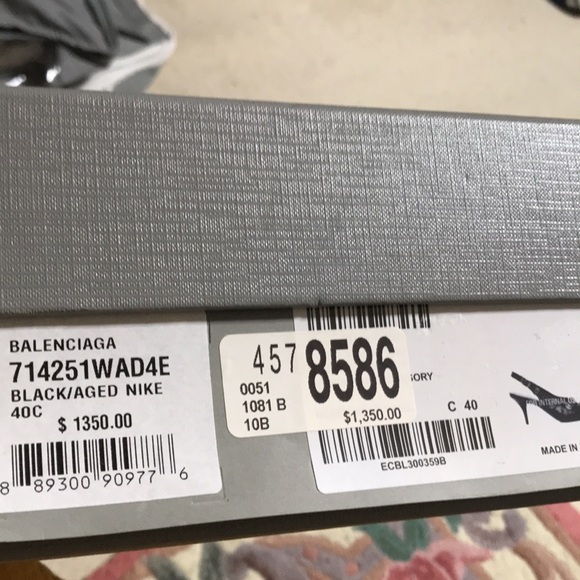 BALENCIAGA
714251WAD4E
BLACK/AGED NIKE
40C
$ 1350.00
8 89300 90977 6
457 8586
0051
1081 B
10B
$1,350.00
SORY
C 40
ECBL300359B
INTERNAL
MADE IN